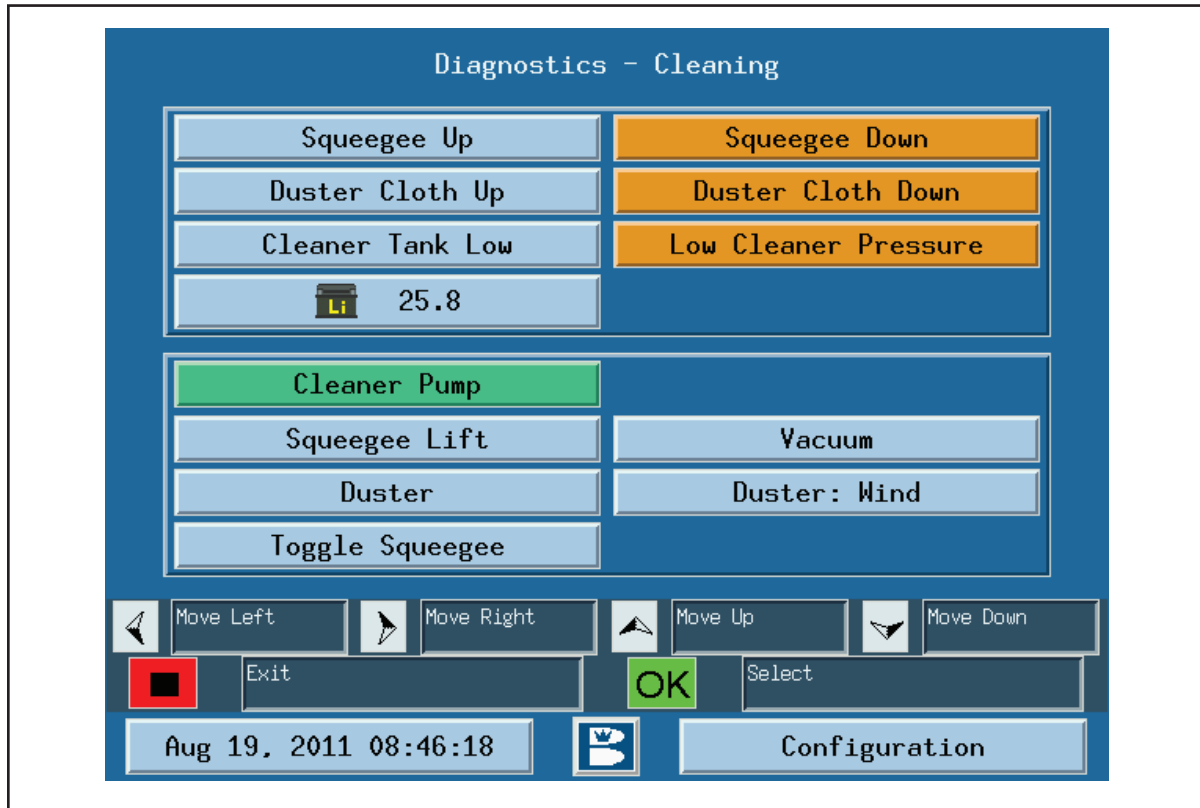 Diagnostics - Cleaning
Squeegee Up
Squeegee Down
Duster Cloth Up
Duster Cloth Down
Cleaner Tank Low
Low Cleaner Pressure
Li 25.8
Cleaner Pump
Squeegee Lift
Vacuum
Duster
Duster: Wind
Toggle Squeegee
Move Left
Move Right
Move Up
Move Down
Exit
OK
Select
Aug 19, 2011 08:46:18
Configuration